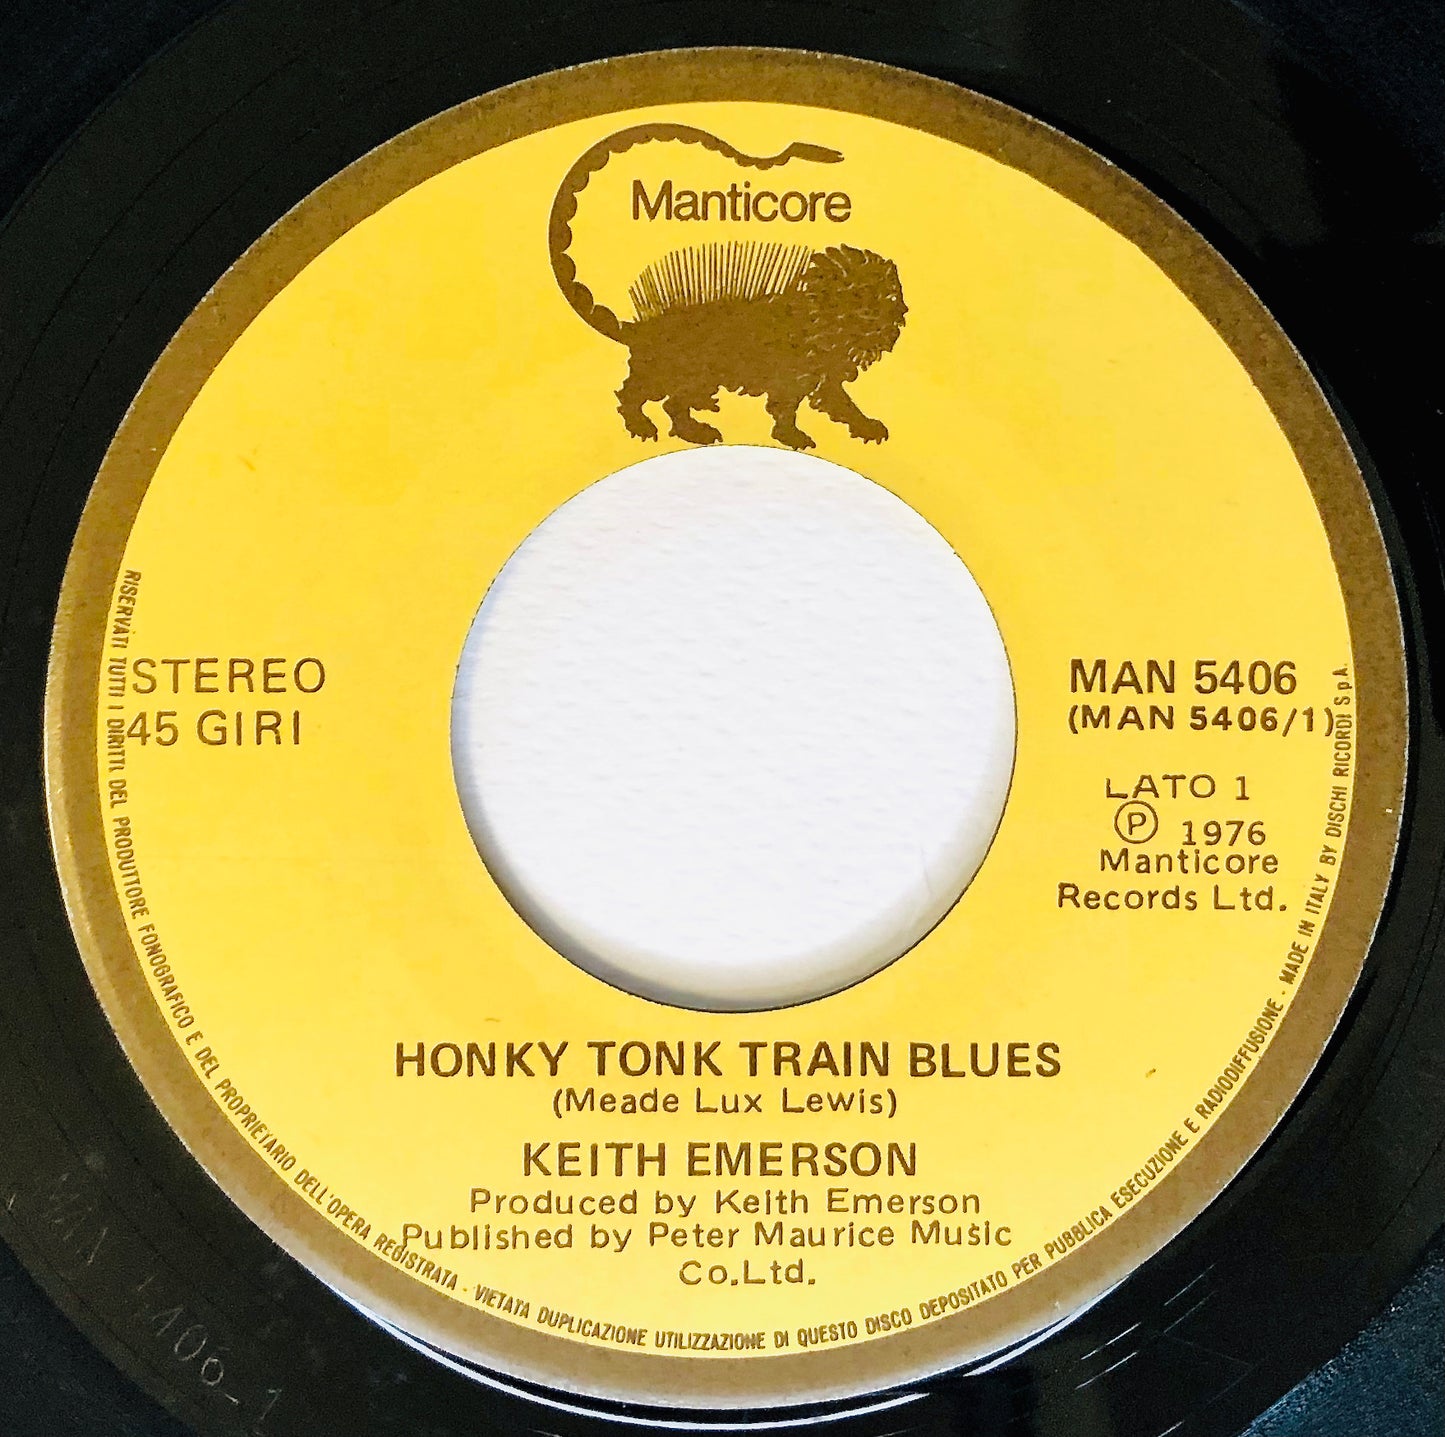 Manticore
STEREO
45 GIRI
MAN 5406
(MAN 5406/1)
LATO 1
Ⓟ 1976
Manticore
Records Ltd.
HONKY TONK TRAIN BLUES
(Meade Lux Lewis)
KEITH EMERSON
Produced by Keith Emerson
Published by Peter Maurice Music
Co.Ltd.
RISERVATI TUTTI I DIRITTI DEL PRODUTTORE FONOGRAFICO E DEL PROPRIETARIO DELL'OPERA REGISTRATA - VIETATA DUPLICAZIONE UTILIZZAZIONE DI QUESTO DISCO DEPOSITATO PER PUBBLICA ESECUZIONE E RADIODIFFUSIONE - MADE IN ITALY BY DISCHI RICORDI S.p.A.